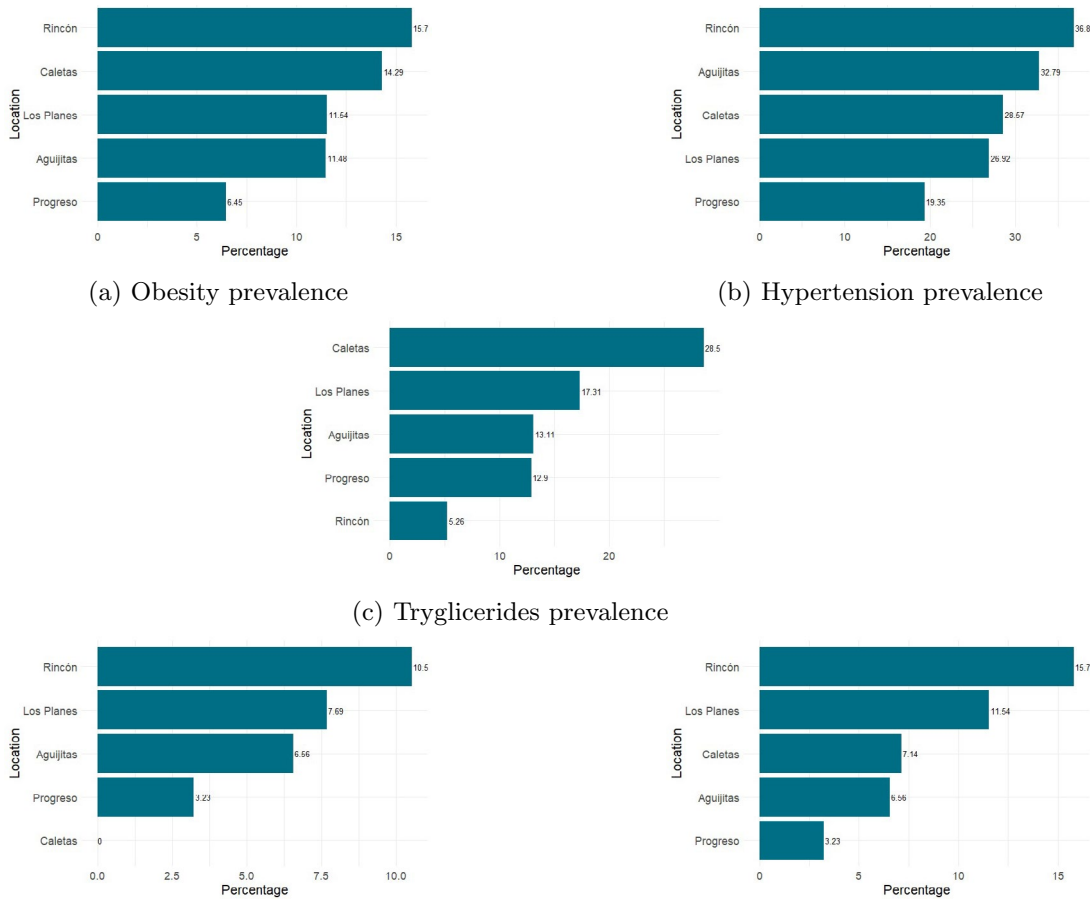 Rincón 15.7
Caletas 14.29
Los Planes 11.54
Aguijitas 11.48
Progreso 6.45
0 5 10 15
Percentage
Location
(a) Obesity prevalence
Rincón 36.8
Aguijitas 32.79
Caletas 28.57
Los Planes 26.92
Progreso 19.35
0 10 20 30
Percentage
Location
(b) Hypertension prevalence
Caletas 28.5
Los Planes 17.31
Aguijitas 13.11
Progreso 12.9
Rincón 5.26
0 10 20
Percentage
Location
(c) Tryglicerides prevalence
Rincón 10.5
Los Planes 7.69
Aguijitas 6.56
Progreso 3.23
Caletas 0
0.0 2.5 5.0 7.5 10.0
Percentage
Location
Rincón 15.7
Los Planes 11.54
Caletas 7.14
Aguijitas 6.56
Progreso 3.23
0 5 10 15
Percentage
Location